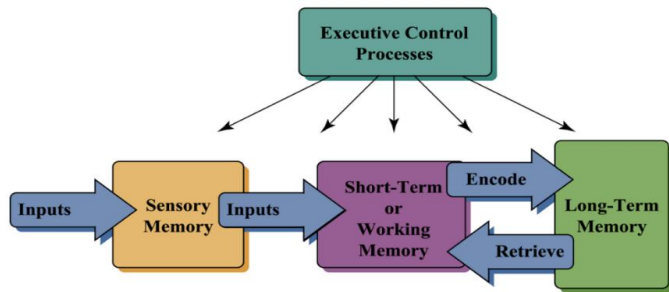 Executive Control
Processes
Inputs
Sensory
Memory
Inputs
Short-Term
or
Working
Memory
Encode
Retrieve
Long-Term
Memory